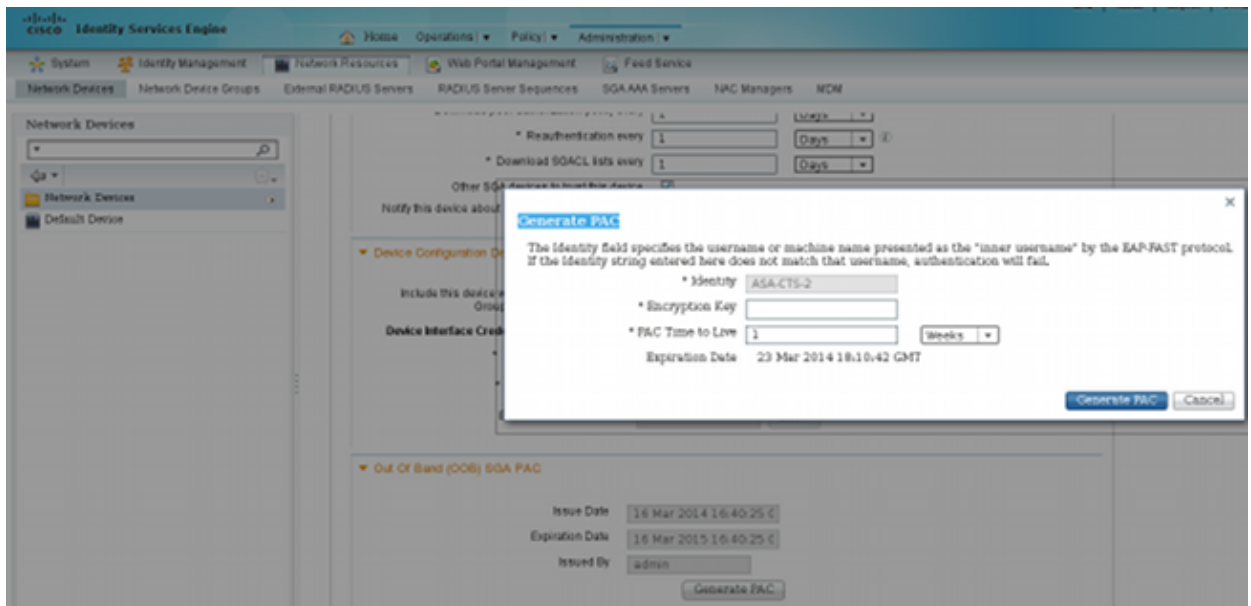 CISCO Identity Services Engine
Home Operations Policy Administration
System Identity Management Network Resources Web Portal Management Feed Service
Network Devices Network Device Groups External RADIUS Servers RADIUS Server Sequences SGA AAA Servers NAC Managers MDM
Network Devices
Network Devices
Default Device
1 Days
* Reauthentication every 1 Days
* Download SGACL lists every 1 Days
Other SGA devices to trust this device
Notify this device about
Device Configuration De
Include this device
Group
Device Interface Cred
Generate PAC
The Identity field specifies the username or machine name presented as the "inner username" by the EAP-FAST protocol.
If the Identity string entered here does not match that username, authentication will fail.
* Identity ASA-CTS-2
* Encryption Key
* PAC Time to Live 1 Weeks
Expiration Date 23 Mar 2014 18:10:42 GMT
Generate PAC Cancel
Out Of Band (OOB) SGA PAC
Issue Date 16 Mar 2014 16:40:25 G
Expiration Date 16 Mar 2015 16:40:25 G
Issued By admin
Generate PAC